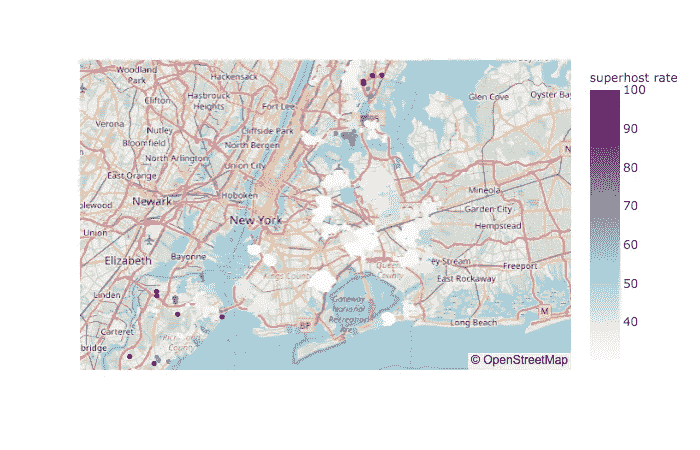 superhost rate
100
90
80
70
60
50
40
Woodland
Park
Hackensack
Clifton
Hasbrouck
Heights
Fort Lee
Glen Cove
Oyster Bay
Verona
Nutley
Cliffside Park
Bloomfield
North Bergen
North Arlington
Union City
East Orange
Mineola
Hoboken
Newark
Garden City
New York
Hempstead
Union
Elizabeth
Bayonne
Kings County
ey Stream
Freeport
East Rockaway
Linden
Gateway
National
Recreation
Area
Long Beach
M
Carteret
bridge
© OpenStreetMap